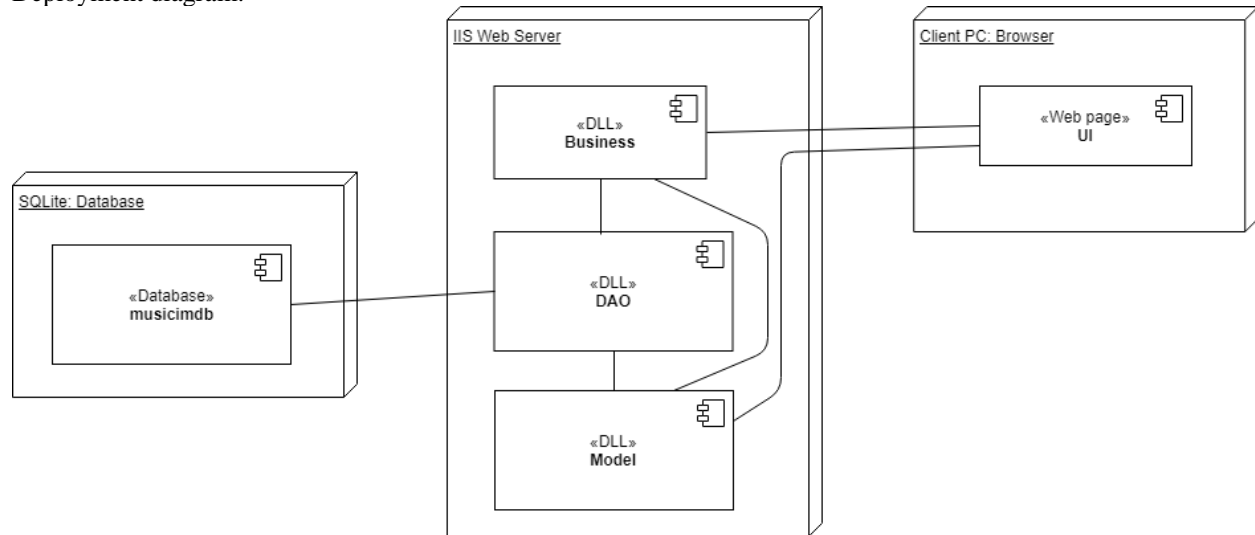 Deployment diagram:
IIS Web Server
Client PC: Browser
«DLL»
Business
«Web page»
UI
SQLite: Database
«Database»
musicimdb
«DLL»
DAO
«DLL»
Model